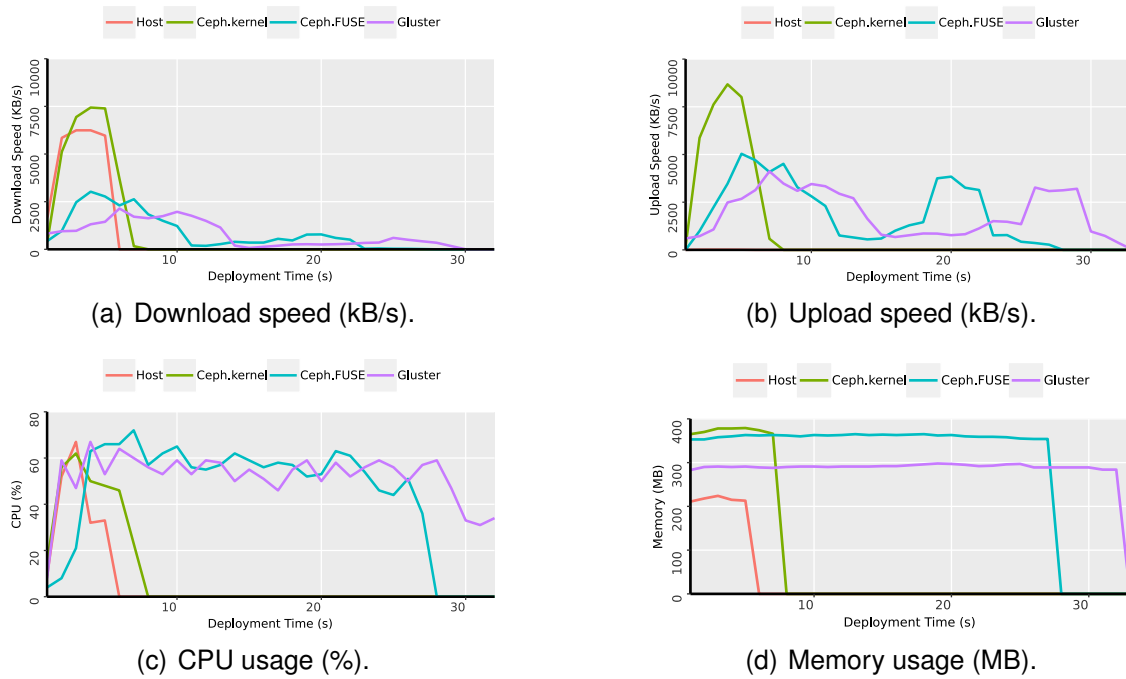 Host Ceph.kernel Ceph.FUSE Gluster
Download Speed (KB/s)
0 2500 5000 7500 10000
10 20 30
Deployment Time (s)
(a) Download speed (kB/s).
Host Ceph.kernel Ceph.FUSE Gluster
Upload Speed (KB/s)
0 2500 5000 7500 10000
10 20 30
Deployment Time (s)
(b) Upload speed (kB/s).
Host Ceph.kernel Ceph.FUSE Gluster
CPU (%)
0 20 40 60 80
10 20 30
Deployment Time (s)
(c) CPU usage (%).
Host Ceph.kernel Ceph.FUSE Gluster
Memory (MB)
0 100 200 300 400
10 20 30
Deployment Time (s)
(d) Memory usage (MB).